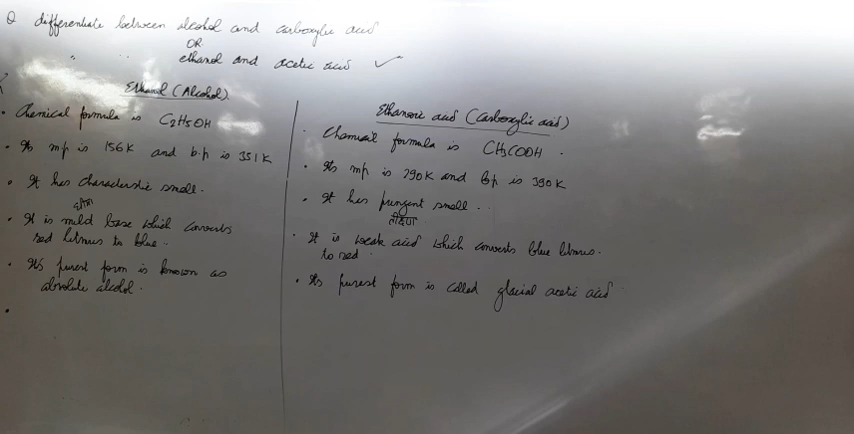 Q differentiate between alcohol and carboxylic acid
OR
" " ethanol and acetic acid ✓
Ethanol (Alcohol)
• Chemical formula is C2H5OH
• Its mp is 156K and b.p is 351K
• It has characteristic smell.
• It is mild base which converts
red litmus to blue.
• Its purest form is known as
absolute alcohol.
•
Ethanoic acid (Carboxylic acid)
• Chemical formula is CH3COOH.
• Its mp is 290K and bp is 390K
• It has pungent smell.
तीक्ष्ण
• It is weak acid which converts blue litmus.
to red.
• Its purest form is called glacial acetic acid.